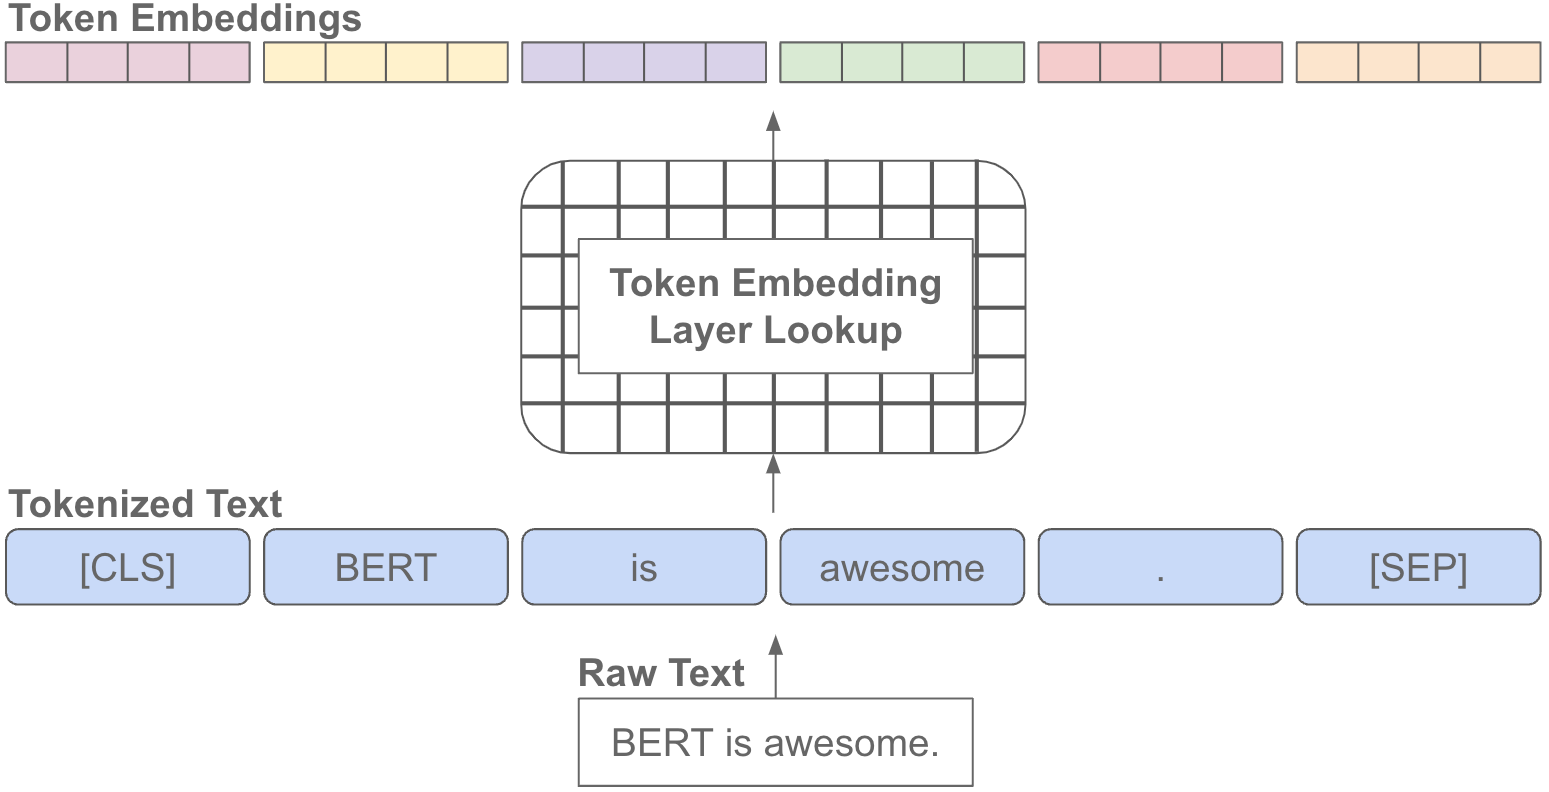 Token Embeddings
Token Embedding
Layer Lookup
Tokenized Text
[CLS] BERT is awesome . [SEP]
Raw Text
BERT is awesome.